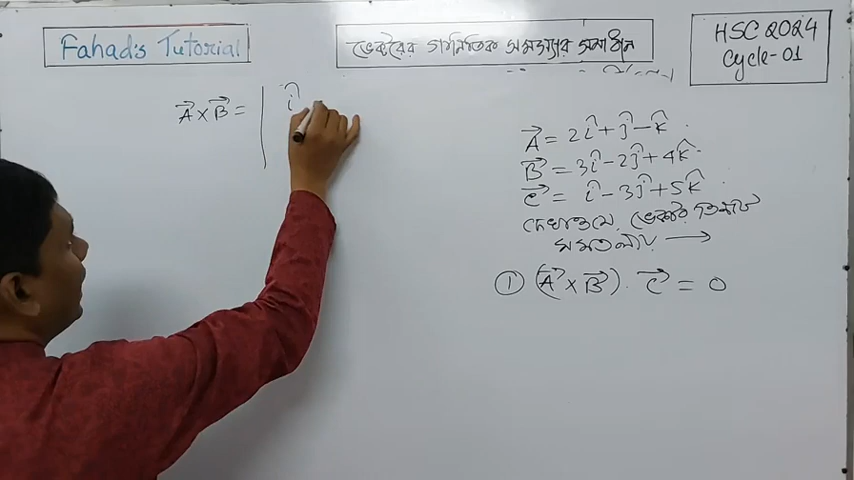 Fahad's Tutorial
ভেক্টরের গাণিতিক সমস্যার সমাধান
HSC 2024
Cycle-01
A⃗ × B⃗ = | î
A⃗ = 2î + ĵ − k̂
B⃗ = 3î − 2ĵ + 4k̂
C⃗ = î − 3ĵ + 5k̂
দেখাও যে, ভেক্টর তিনটি
সমতলীয় →
① (A⃗ × B⃗) . C⃗ = 0